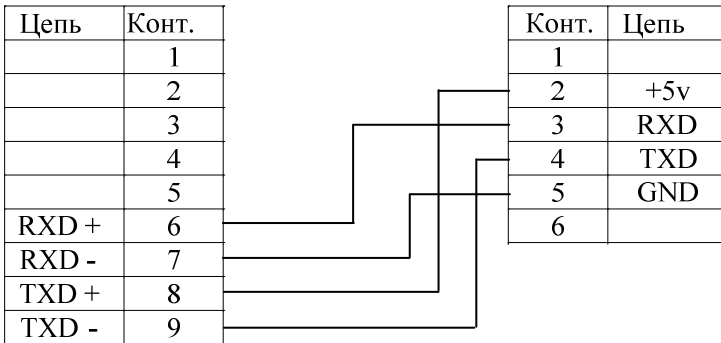 Цепь Конт.
1
2
3
4
5
RXD + 6
RXD - 7
TXD + 8
TXD - 9
Конт. Цепь
1
2 +5v
3 RXD
4 TXD
5 GND
6